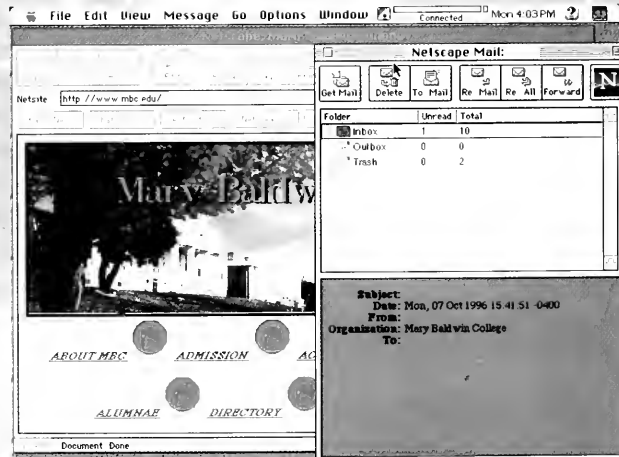 File Edit View Message Go Options Window Connected Mon 4:03 PM
Netscape Mail:
Get Mail Delete To Mail Re Mail Re All Forward N
Netsite http://www.mbc.edu/
Folder Unread Total
Inbox 1 10
Outbox 0 0
Trash 0 2
Mary Baldw
Subject:
Date: Mon, 07 Oct 1996 15:41:51 -0400
From:
Organization: Mary Baldwin College
To:
ABOUT MBC ADMISSION AC
ALUMNAE DIRECTORY
Document Done